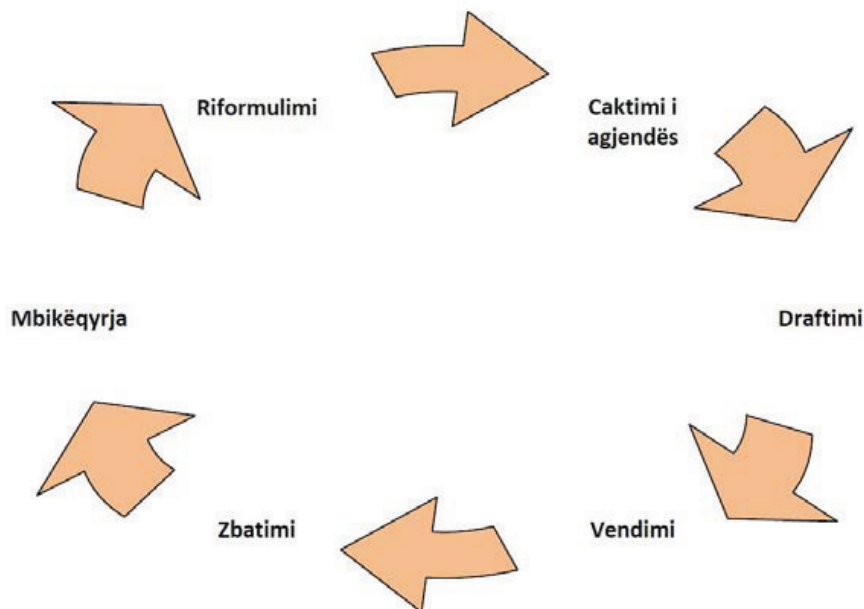 Riformulimi
Caktimi i
agjendës
Mbikëqyrja
Draftimi
Zbatimi
Vendimi